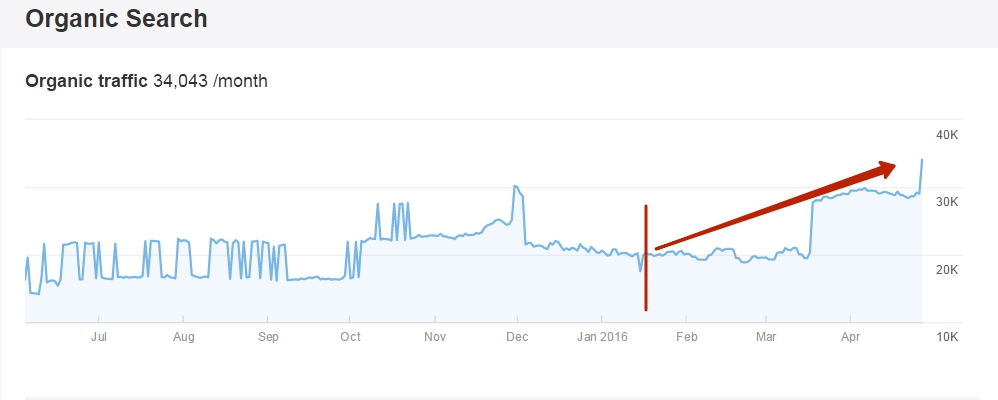 Organic Search
Organic traffic 34,043 /month
40K
30K
20K
10K
Jul Aug Sep Oct Nov Dec Jan 2016 Feb Mar Apr